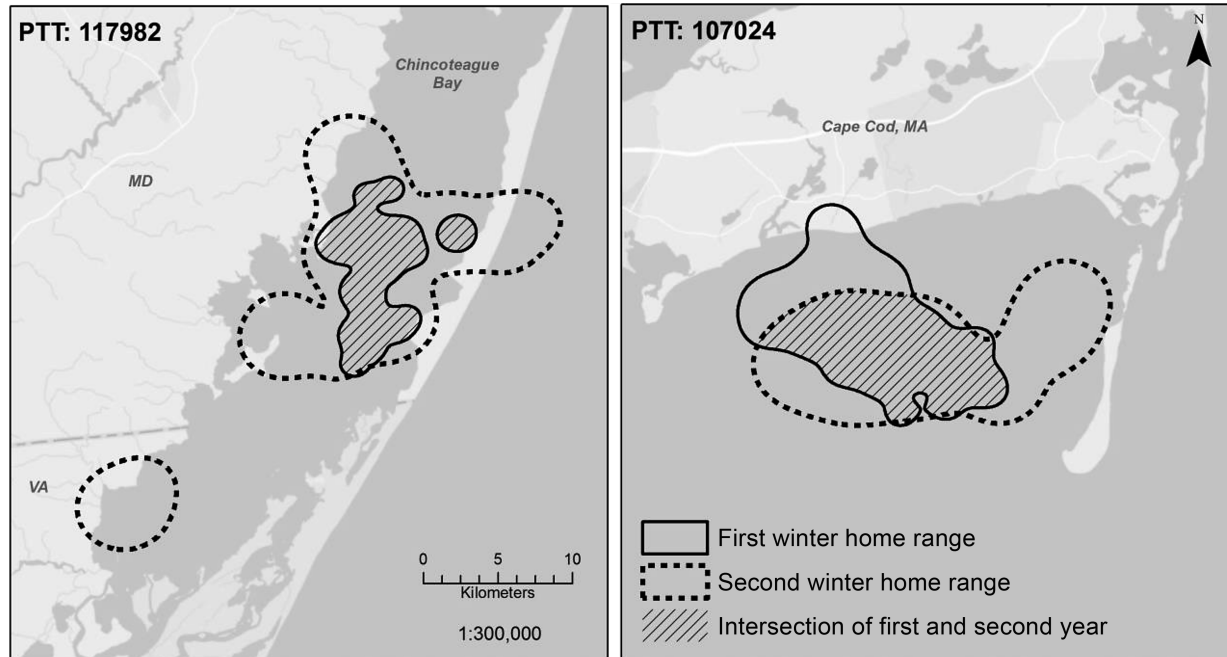 PTT: 117982
Chincoteague
Bay
MD
VA
0 5 10
Kilometers
1:300,000
PTT: 107024
N
Cape Cod, MA
First winter home range
Second winter home range
Intersection of first and second year